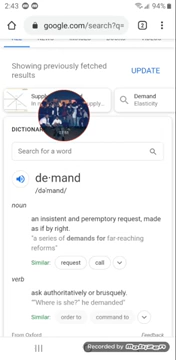 2:43
94%
google.com/search?q=
2
Showing previously fetched
results
UPDATE
Demand
Elasticity
Search for a word
de·mand
/dəˈmand/
noun
an insistent and peremptory request, made
as if by right.
"a series of demands for far-reaching
reforms"
Similar: request call
verb
ask authoritatively or brusquely.
""Where is she?" he demanded"
Similar: order to command to
From Oxford
Feedback
RECORDED BY
Mobizen